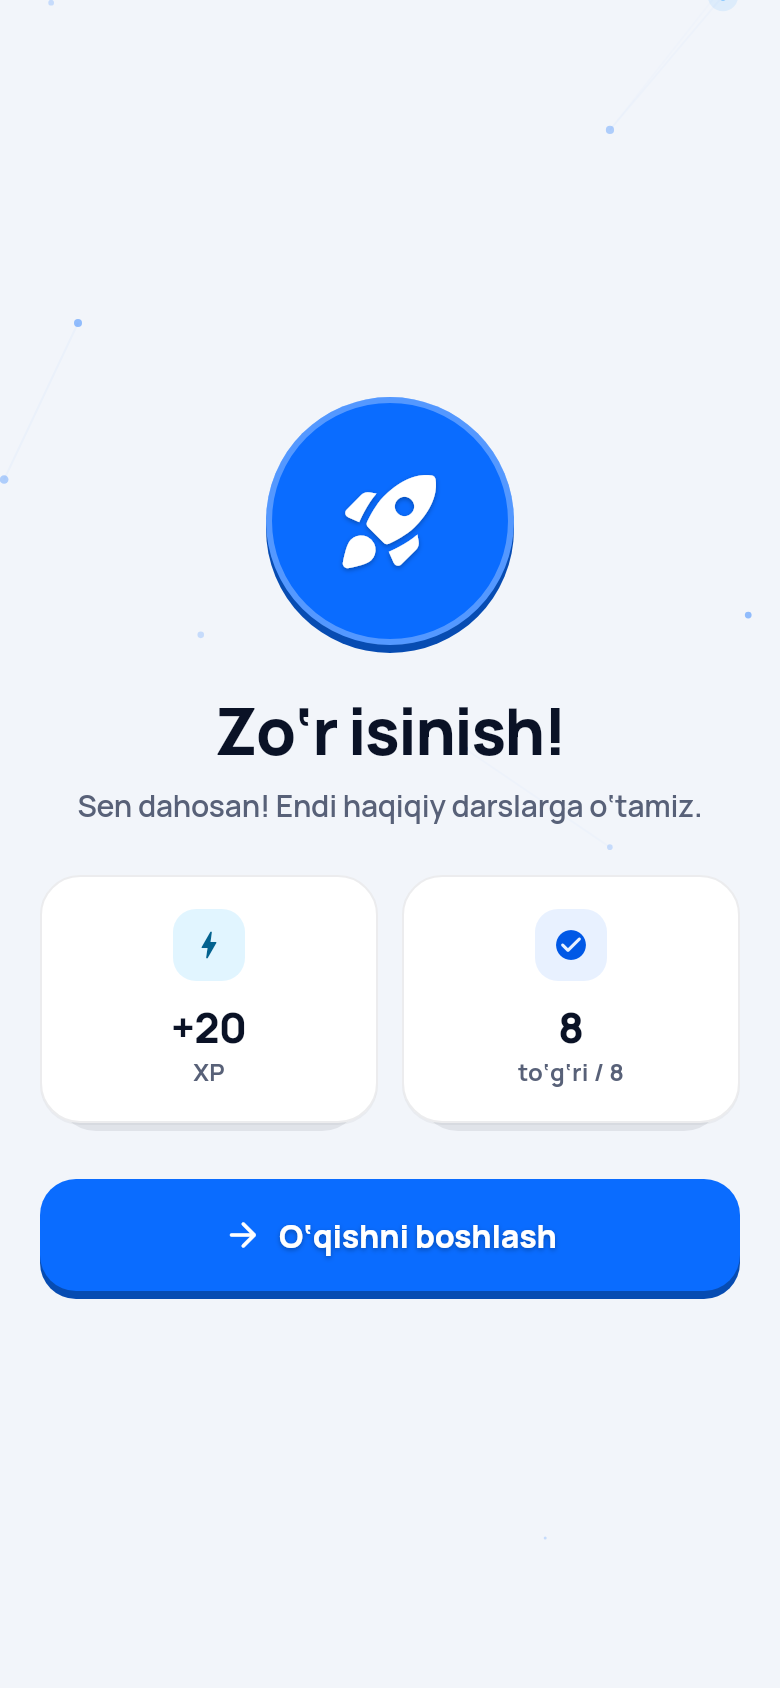 Zoʻr isinish!
Sen dahosan! Endi haqiqiy darslarga oʻtamiz.
+20
XP
8
toʻgʻri / 8
Oʻqishni boshlash